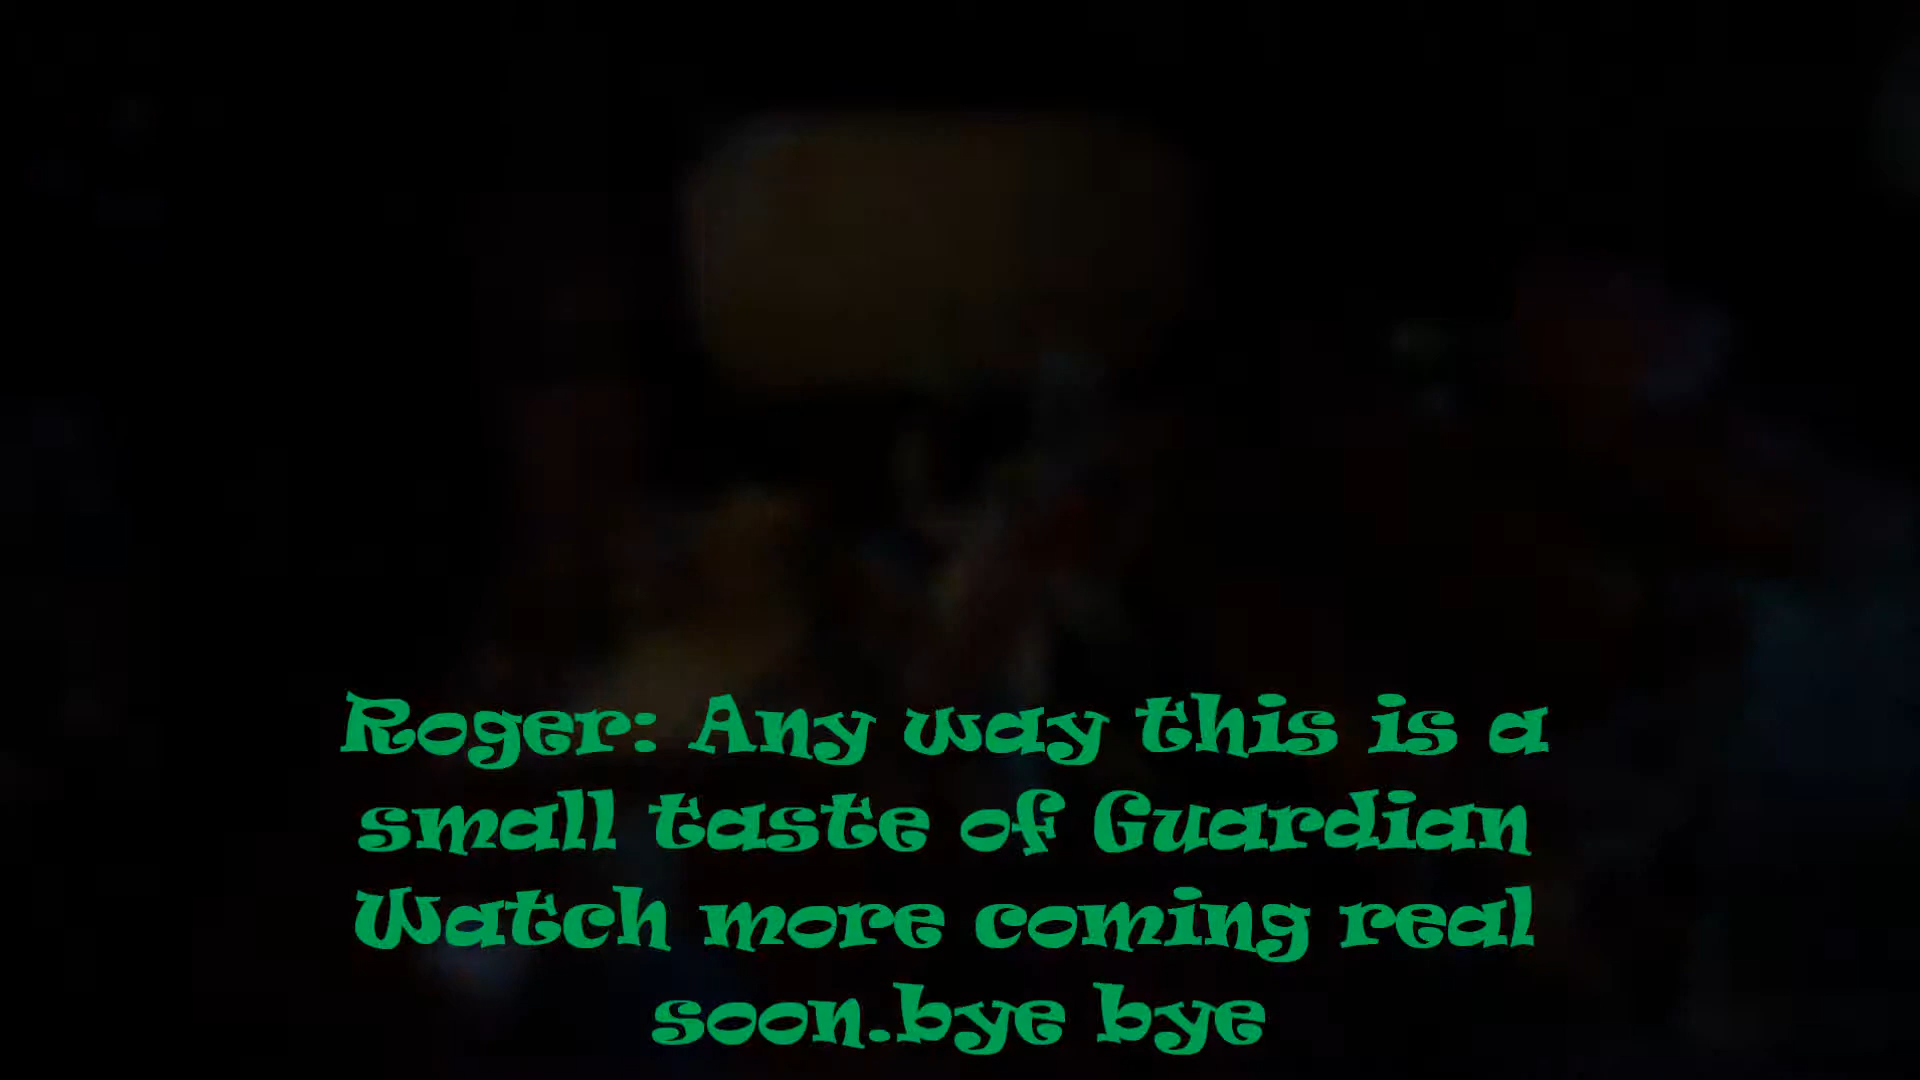 Roger: Any way this is a
small taste of Guardian
Watch more coming real
soon.bye bye